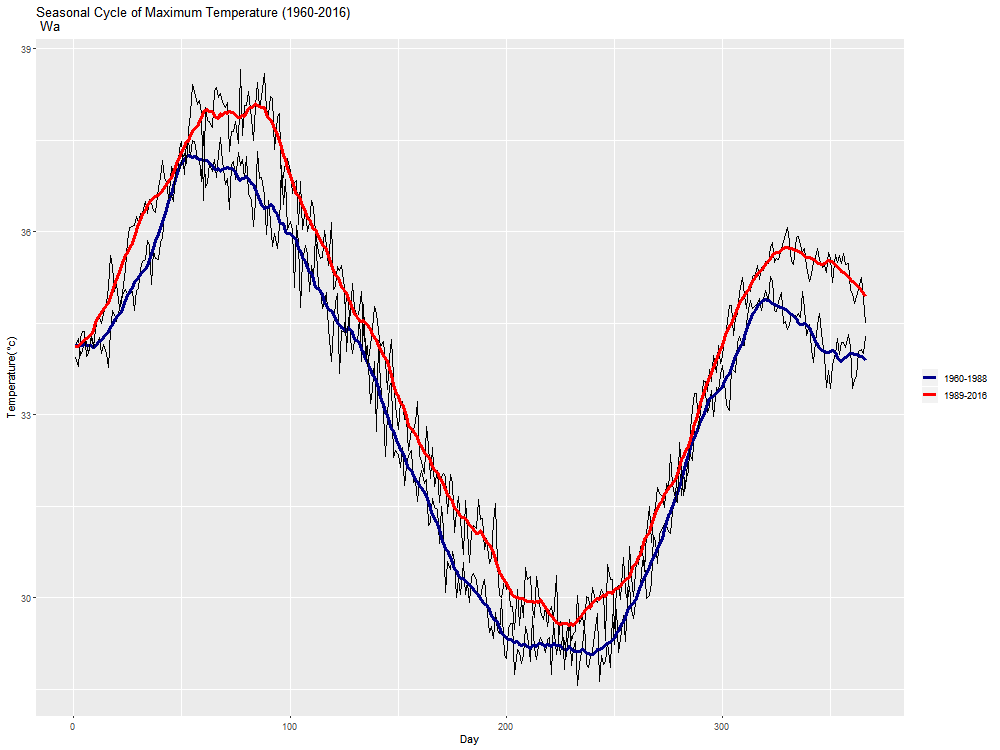 Seasonal Cycle of Maximum Temperature (1960-2016)
Wa
39
36
33
30
Temperature(°c)
0
100
200
300
Day
1960-1988
1989-2016